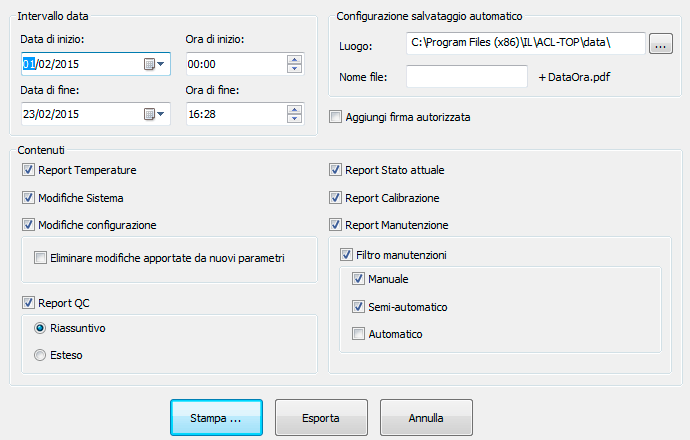 Intervallo data
Data di inizio:
Ora di inizio:
01/02/2015
00:00
Data di fine:
Ora di fine:
23/02/2015
16:28
Configurazione salvataggio automatico
Luogo:
C:\Program Files (x86)\IL\ACL-TOP\data\
...
Nome file:
+ DataOra.pdf
Aggiungi firma autorizzata
Contenuti
Report Temperature
Modifiche Sistema
Modifiche configurazione
Eliminare modifiche apportate da nuovi parametri
Report QC
Riassuntivo
Esteso
Report Stato attuale
Report Calibrazione
Report Manutenzione
Filtro manutenzioni
Manuale
Semi-automatico
Automatico
Stampa ...
Esporta
Annulla